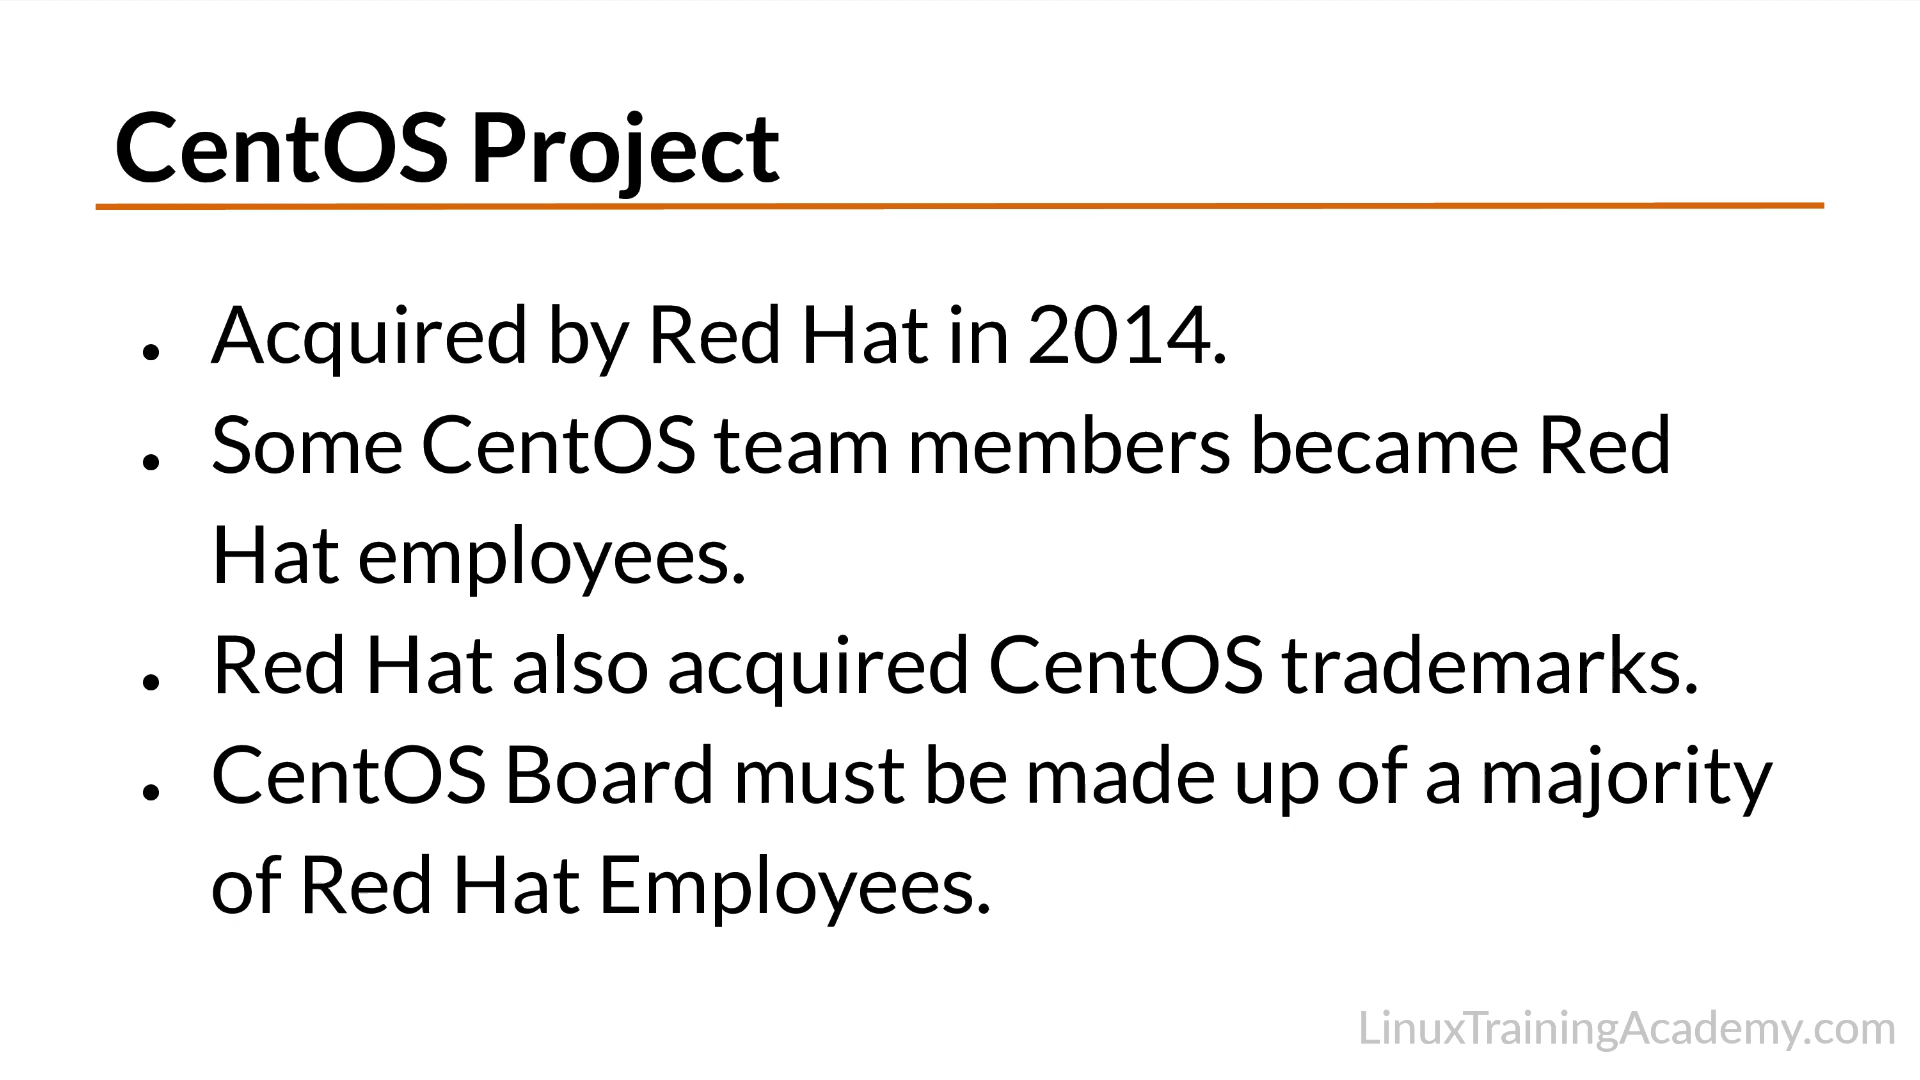 CentOS Project
• Acquired by Red Hat in 2014.
• Some CentOS team members became Red
Hat employees.
• Red Hat also acquired CentOS trademarks.
• CentOS Board must be made up of a majority
of Red Hat Employees.
LinuxTrainingAcademy.com